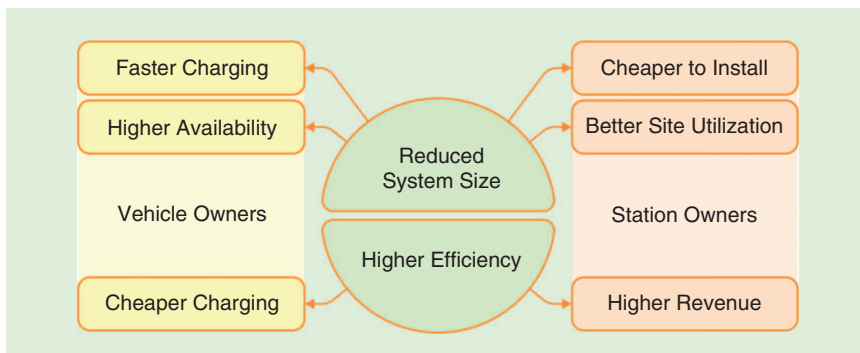 Faster Charging
Higher Availability
Vehicle Owners
Cheaper Charging
Reduced
System Size
Higher Efficiency
Cheaper to Install
Better Site Utilization
Station Owners
Higher Revenue